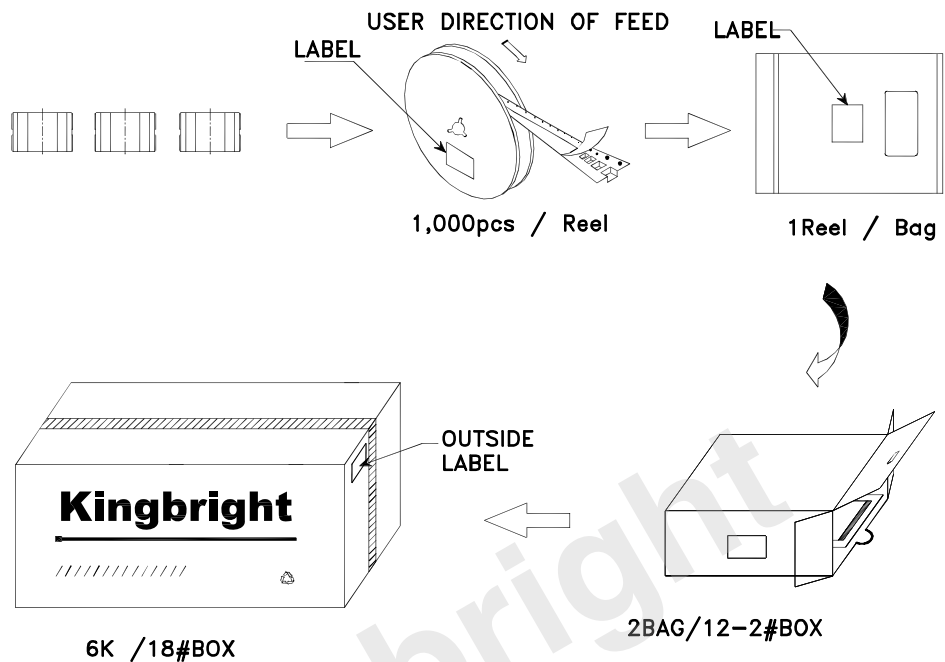 USER DIRECTION OF FEED
LABEL
LABEL
1,000pcs / Reel
1Reel / Bag
OUTSIDE
LABEL
Kingbright
6K /18#BOX
2BAG/12-2#BOX
bright